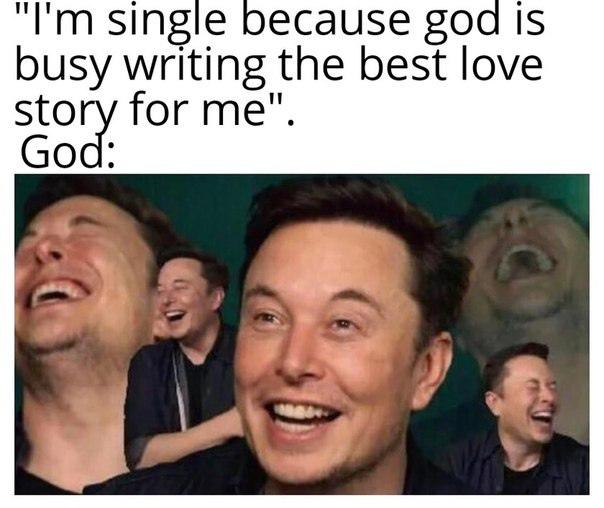 "I'm single because god is
busy writing the best love
story for me".
God: